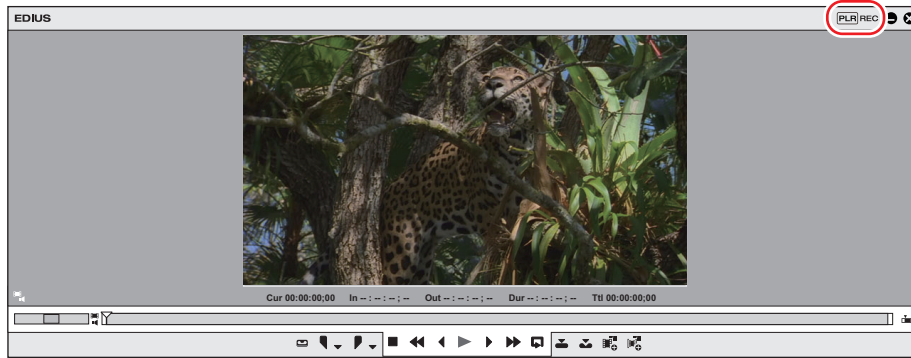 EDIUS
PLR REC
Cur 00:00:00;00 In -- : -- : -- ; -- Out -- : -- : -- ; -- Dur -- : -- : -- ; -- Ttl 00:00:00;00